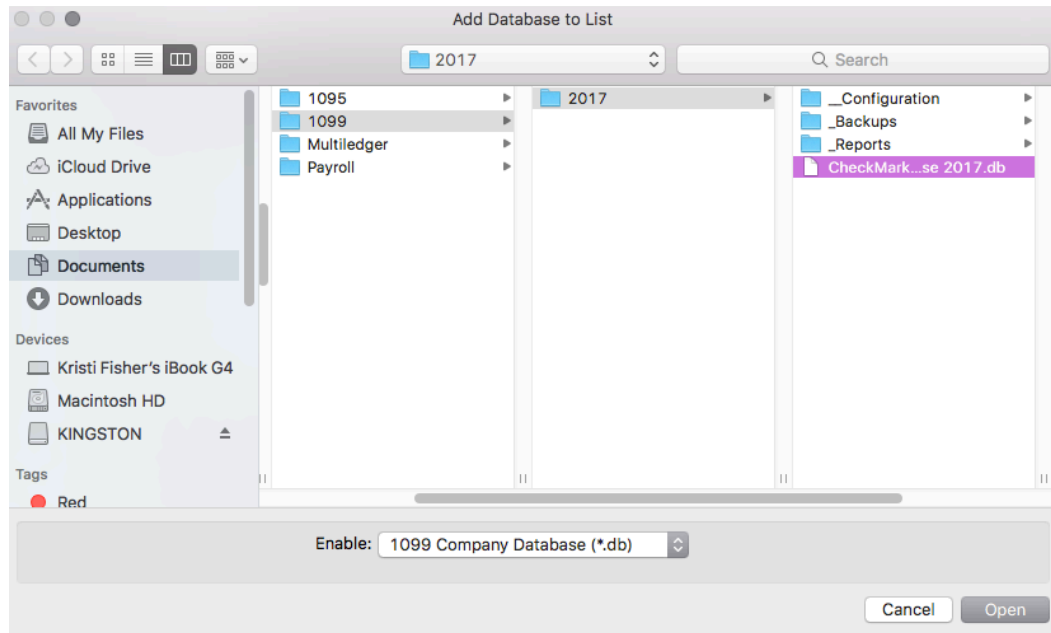 Add Database to List
2017
Search
Favorites
All My Files
iCloud Drive
Applications
Desktop
Documents
Downloads
Devices
Kristi Fisher's iBook G4
Macintosh HD
KINGSTON
Tags
Red
1095
1099
Multiledger
Payroll
2017
__Configuration
_Backups
_Reports
CheckMark...se 2017.db
Enable: 1099 Company Database (*.db)
Cancel Open